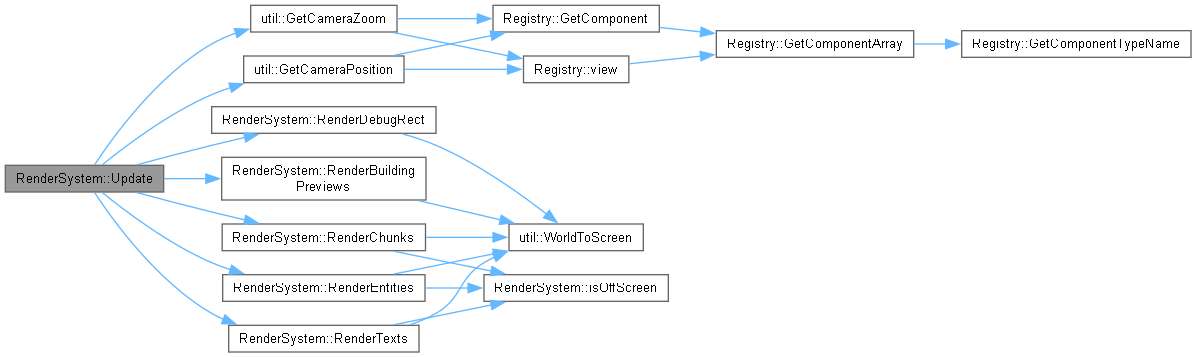 util::GetCameraZoom
Registry::GetComponent
Registry::GetComponentArray
Registry::GetComponentTypeName
util::GetCameraPosition
Registry::view
RenderSystem::RenderDebugRect
RenderSystem::Update
RenderSystem::RenderBuilding
Previews
RenderSystem::RenderChunks
util::WorldToScreen
RenderSystem::RenderEntities
RenderSystem::isOffScreen
RenderSystem::RenderTexts